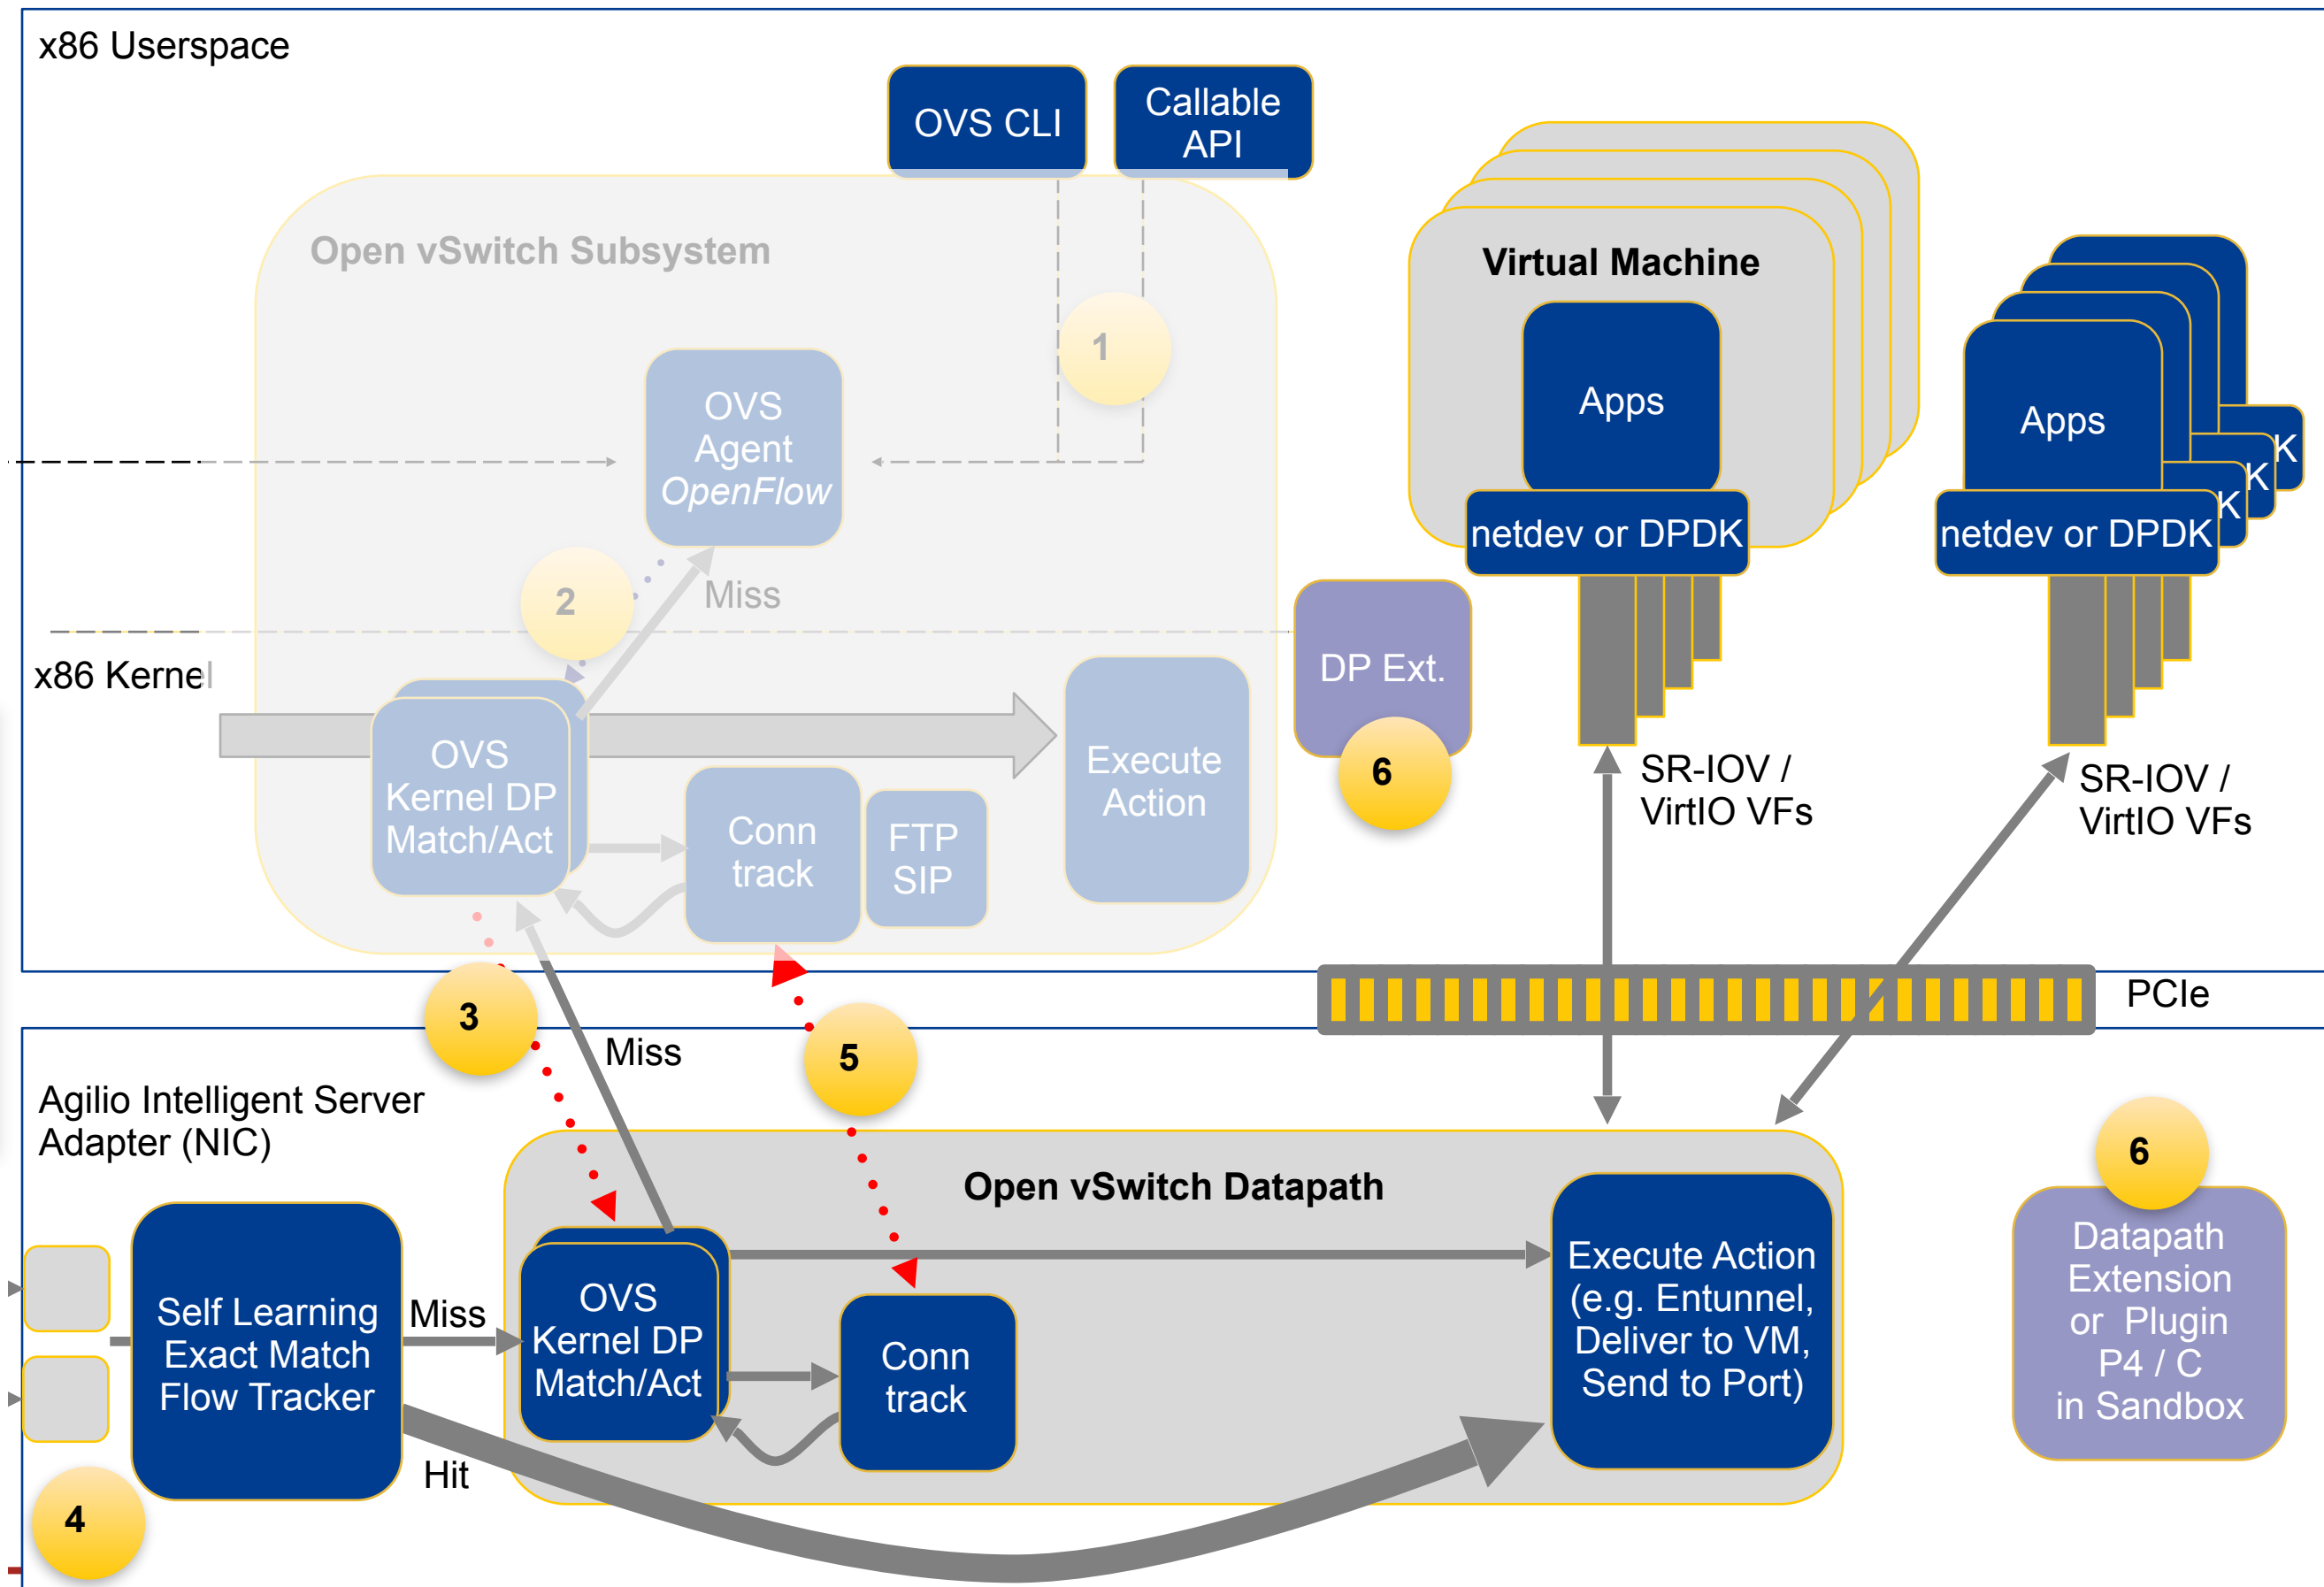 x86 Userspace
OVS CLI
Callable
API
Open vSwitch Subsystem
1
OVS
Agent
OpenFlow
2
Miss
x86 Kernel
OVS
Kernel DP
Match/Act
Conn
track
FTP
SIP
Execute
Action
DP Ext.
6
Virtual Machine
Apps
netdev or DPDK
Apps
netdev or DPDK
K
K
K
SR-IOV /
VirtIO VFs
SR-IOV /
VirtIO VFs
PCIe
3
Miss
5
Agilio Intelligent Server
Adapter (NIC)
Open vSwitch Datapath
Self Learning
Exact Match
Flow Tracker
Miss
Hit
4
OVS
Kernel DP
Match/Act
Conn
track
Execute Action
(e.g. Entunnel,
Deliver to VM,
Send to Port)
6
Datapath
Extension
or Plugin
P4 / C
in Sandbox